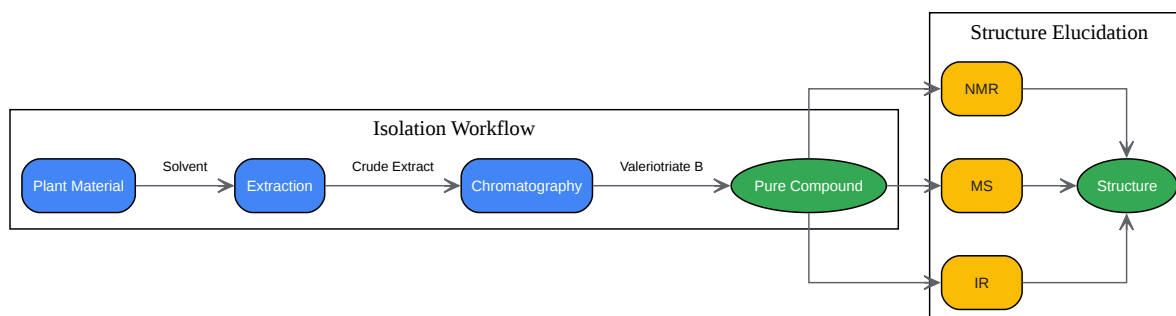 Structure Elucidation
NMR
Isolation Workflow
Plant Material
Solvent
Extraction
Crude Extract
Chromatography
Valeriotriate B
Pure Compound
MS
Structure
IR